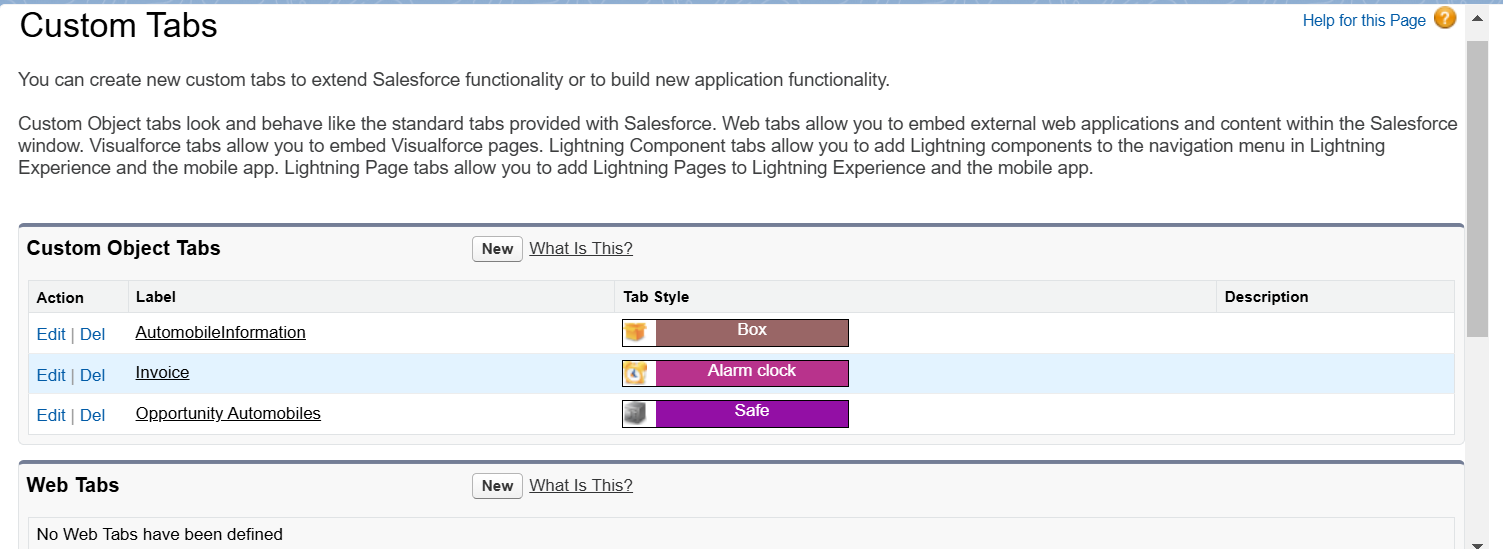 Custom Tabs
Help for this Page
You can create new custom tabs to extend Salesforce functionality or to build new application functionality.
Custom Object tabs look and behave like the standard tabs provided with Salesforce. Web tabs allow you to embed external web applications and content within the Salesforce
window. Visualforce tabs allow you to embed Visualforce pages. Lightning Component tabs allow you to add Lightning components to the navigation menu in Lightning
Experience and the mobile app. Lightning Page tabs allow you to add Lightning Pages to Lightning Experience and the mobile app.
Custom Object Tabs New What Is This?
Action Label Tab Style Description
Edit | Del AutomobileInformation Box
Edit | Del Invoice Alarm clock
Edit | Del Opportunity Automobiles Safe
Web Tabs New What Is This?
No Web Tabs have been defined